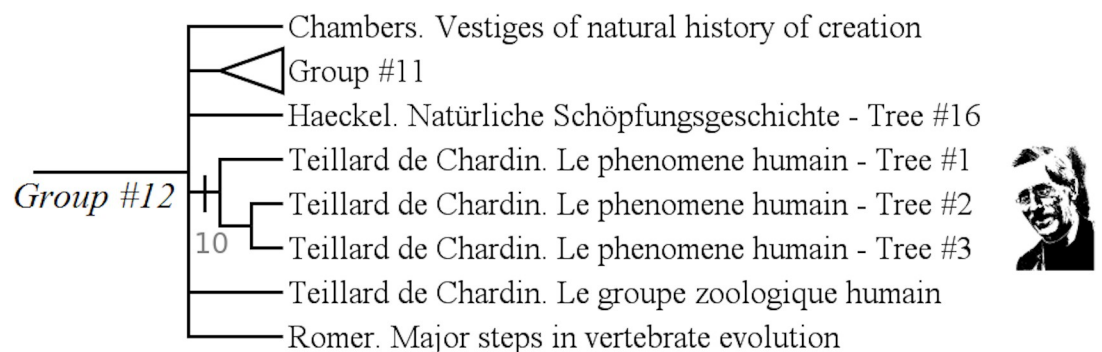 Chambers. Vestiges of natural history of creation
Group #11
Haeckel. Natürliche Schöpfungsgeschichte - Tree #16
Teillard de Chardin. Le phenomene humain - Tree #1
Group #12
Teillard de Chardin. Le phenomene humain - Tree #2
10
Teillard de Chardin. Le phenomene humain - Tree #3
Teillard de Chardin. Le groupe zoologique humain
Romer. Major steps in vertebrate evolution